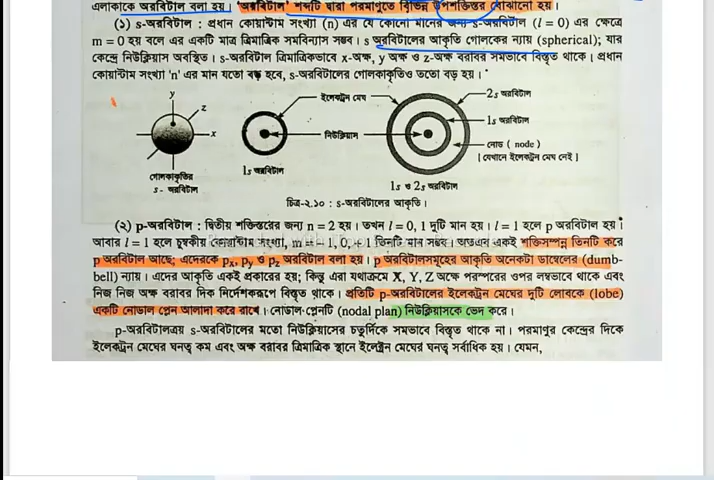 এলাকাকে অরবিটাল বলা হয়। 'অরবিটাল' শব্দটি দ্বারা পরমাণুতে বিভিন্ন উপশক্তিস্তর বোঝানো হয়।
(১) s-অরবিটাল : প্রধান কোয়ান্টাম সংখ্যা (n) এর যে কোনো মানের জন্য s-অরবিটাল (l = 0) এর ক্ষেত্রে
m = 0 হয় বলে এর একটি মাত্র ত্রিমাত্রিক সমবিন্যাস সম্ভব। s অরবিটালের আকৃতি গোলকের ন্যায় (spherical); যার
কেন্দ্রে নিউক্লিয়াস অবস্থিত। s-অরবিটাল ত্রিমাত্রিকভাবে x-অক্ষ, y অক্ষ ও z-অক্ষ বরাবর সমভাবে বিস্তৃত থাকে। প্রধান
কোয়ান্টাম সংখ্যা 'n' এর মান যতো বড় হবে, s-অরবিটালের গোলকাকৃতিও ততো বড় হয়।
y
z
x
গোলকাকৃতির
s - অরবিটাল
ইলেকট্রন মেঘ
নিউক্লিয়াস
1s অরবিটাল
2s অরবিটাল
1s অরবিটাল
নোড ( node )
[ যেখানে ইলেকট্রন মেঘ নেই ]
1s ও 2s অরবিটাল
চিত্র-২.১০ : s-অরবিটালের আকৃতি।
(২) p-অরবিটাল : দ্বিতীয় শক্তিস্তরের জন্য n = 2 হয়। তখন l = 0, 1 দুটি মান হয়। l = 1 হলে p অরবিটাল হয়।
আবার l = 1 হলে চুম্বকীয় কোয়ান্টাম সংখ্যা, m = – 1, 0, + 1 তিনটি মান সম্ভব। অতএব একই শক্তিসম্পন্ন তিনটি করে
p অরবিটাল আছে; এদেরকে pₓ, p_y ও p_z অরবিটাল বলা হয়। p অরবিটালসমূহের আকৃতি অনেকটা ডাম্বেলের (dumb-
bell) ন্যায়। এদের আকৃতি একই প্রকারের হয়; কিন্তু এরা যথাক্রমে X, Y, Z অক্ষে পরস্পরের ওপর লম্বভাবে থাকে এবং
নিজ নিজ অক্ষ বরাবর দিক নির্দেশকরূপে বিস্তৃত থাকে। প্রতিটি p-অরবিটালের ইলেকট্রন মেঘের দুটি লোবকে (lobe)
একটি নোডাল প্লেন আলাদা করে রাখে। নোডাল-প্লেনটি (nodal plan) নিউক্লিয়াসকে ভেদ করে।
p-অরবিটালত্রয় s-অরবিটালের মতো নিউক্লিয়াসের চতুর্দিকে সমভাবে বিস্তৃত থাকে না। পরমাণুর কেন্দ্রের দিকে
ইলেকট্রন মেঘের ঘনত্ব কম এবং অক্ষ বরাবর ত্রিমাত্রিক স্থানে ইলেক্ট্রন মেঘের ঘনত্ব সর্বাধিক হয়। যেমন,